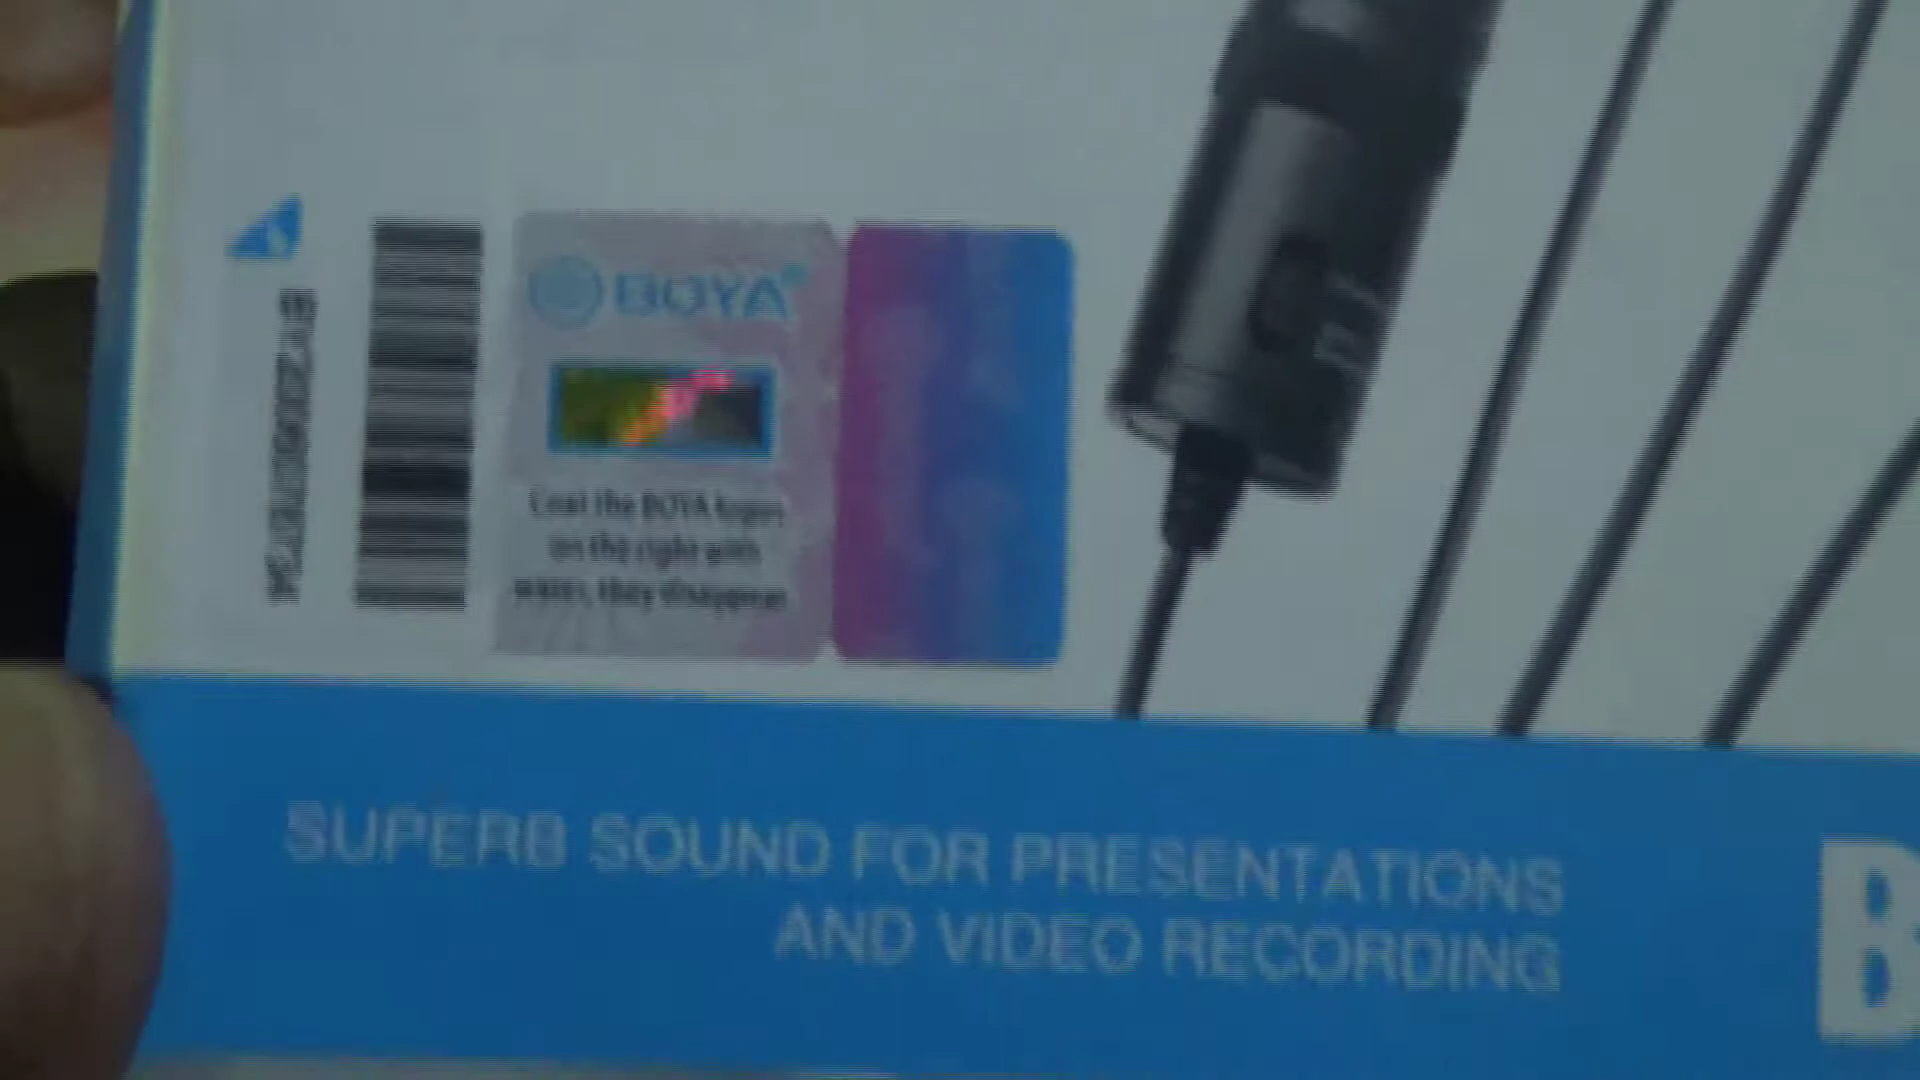 BOYA
Coat the BOYA logos
on the right with
water, they disappear
SUPERB SOUND FOR PRESENTATIONS
AND VIDEO RECORDING
B